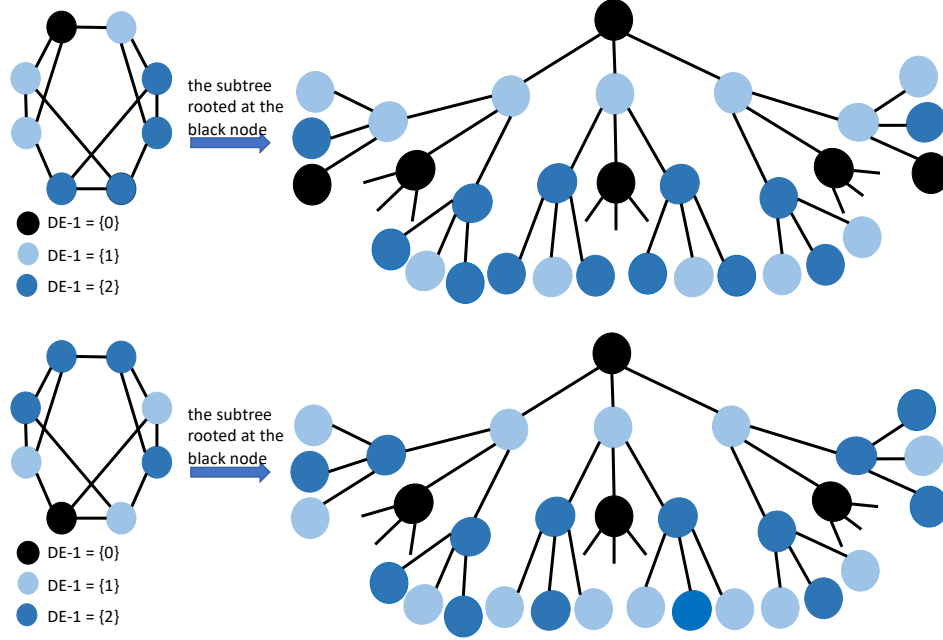 the subtree
rooted at the
black node
DE-1 = {0}
DE-1 = {1}
DE-1 = {2}
the subtree
rooted at the
black node
DE-1 = {0}
DE-1 = {1}
DE-1 = {2}